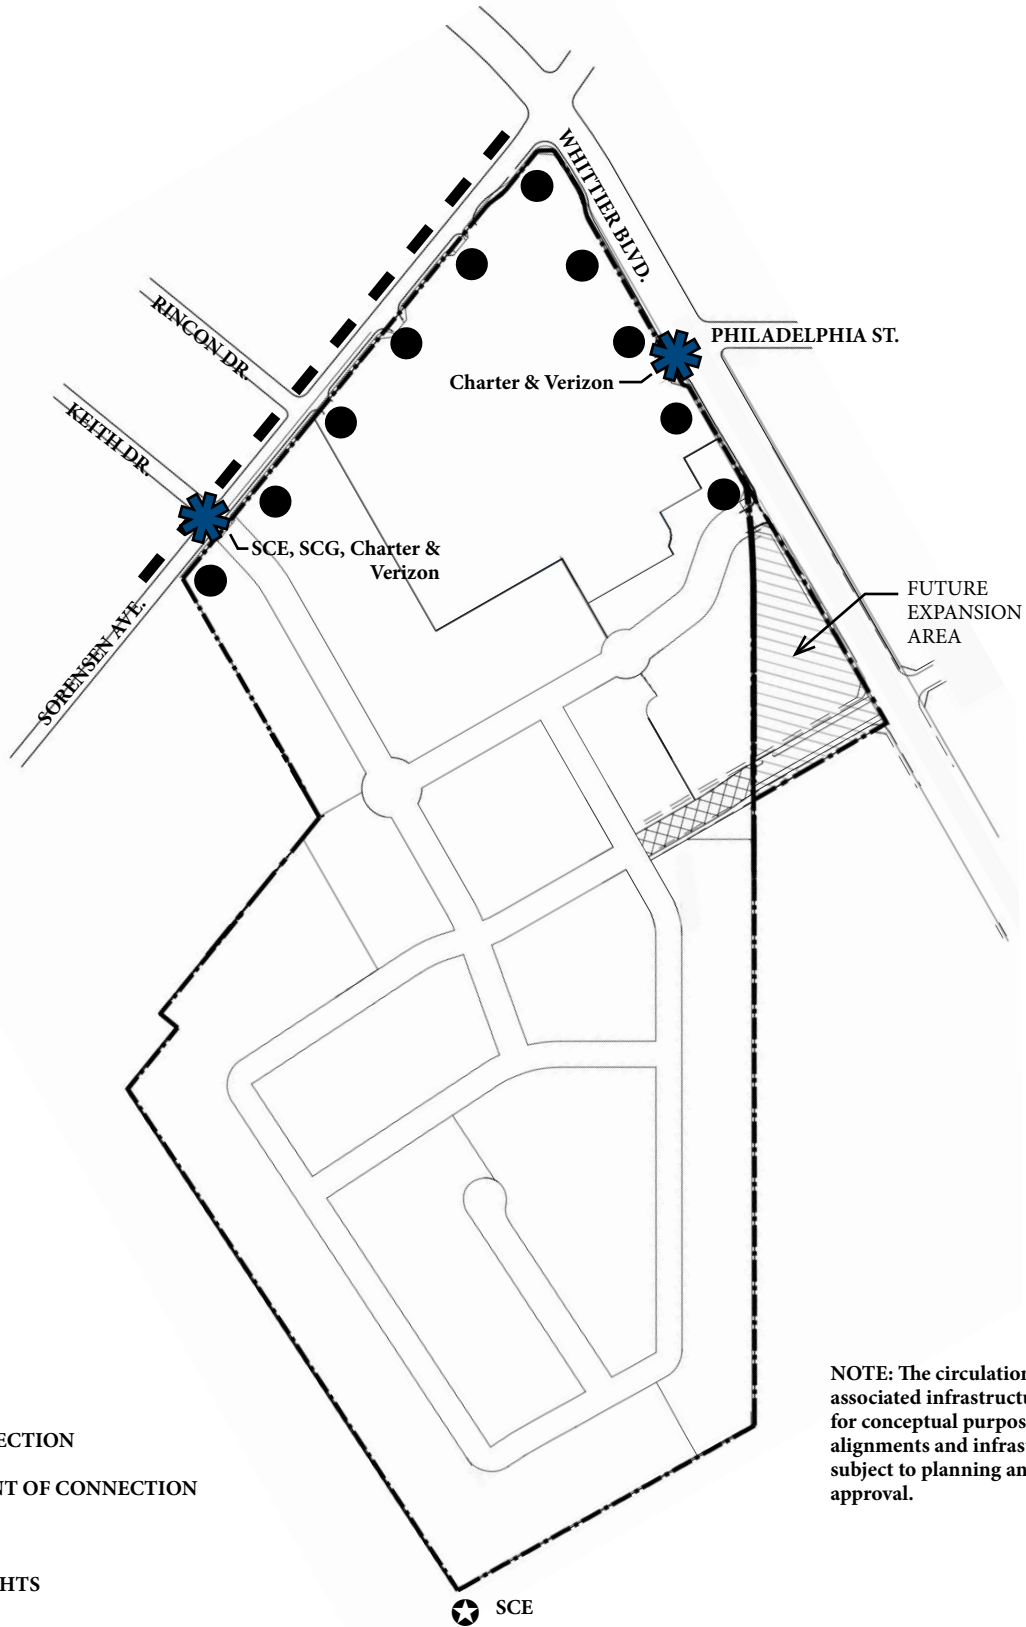 WHITTIER BLVD.
RINCON DR.
PHILADELPHIA ST.
Charter & Verizon
KEITH DR.
SCE, SCG, Charter &
Verizon
FUTURE
EXPANSION
AREA
SORENSEN AVE.
NOTE: The circulation
associated infrastructu
for conceptual purpos
alignments and infrast
subject to planning an
approval.
ECTION
NT OF CONNECTION
HTS
SCE